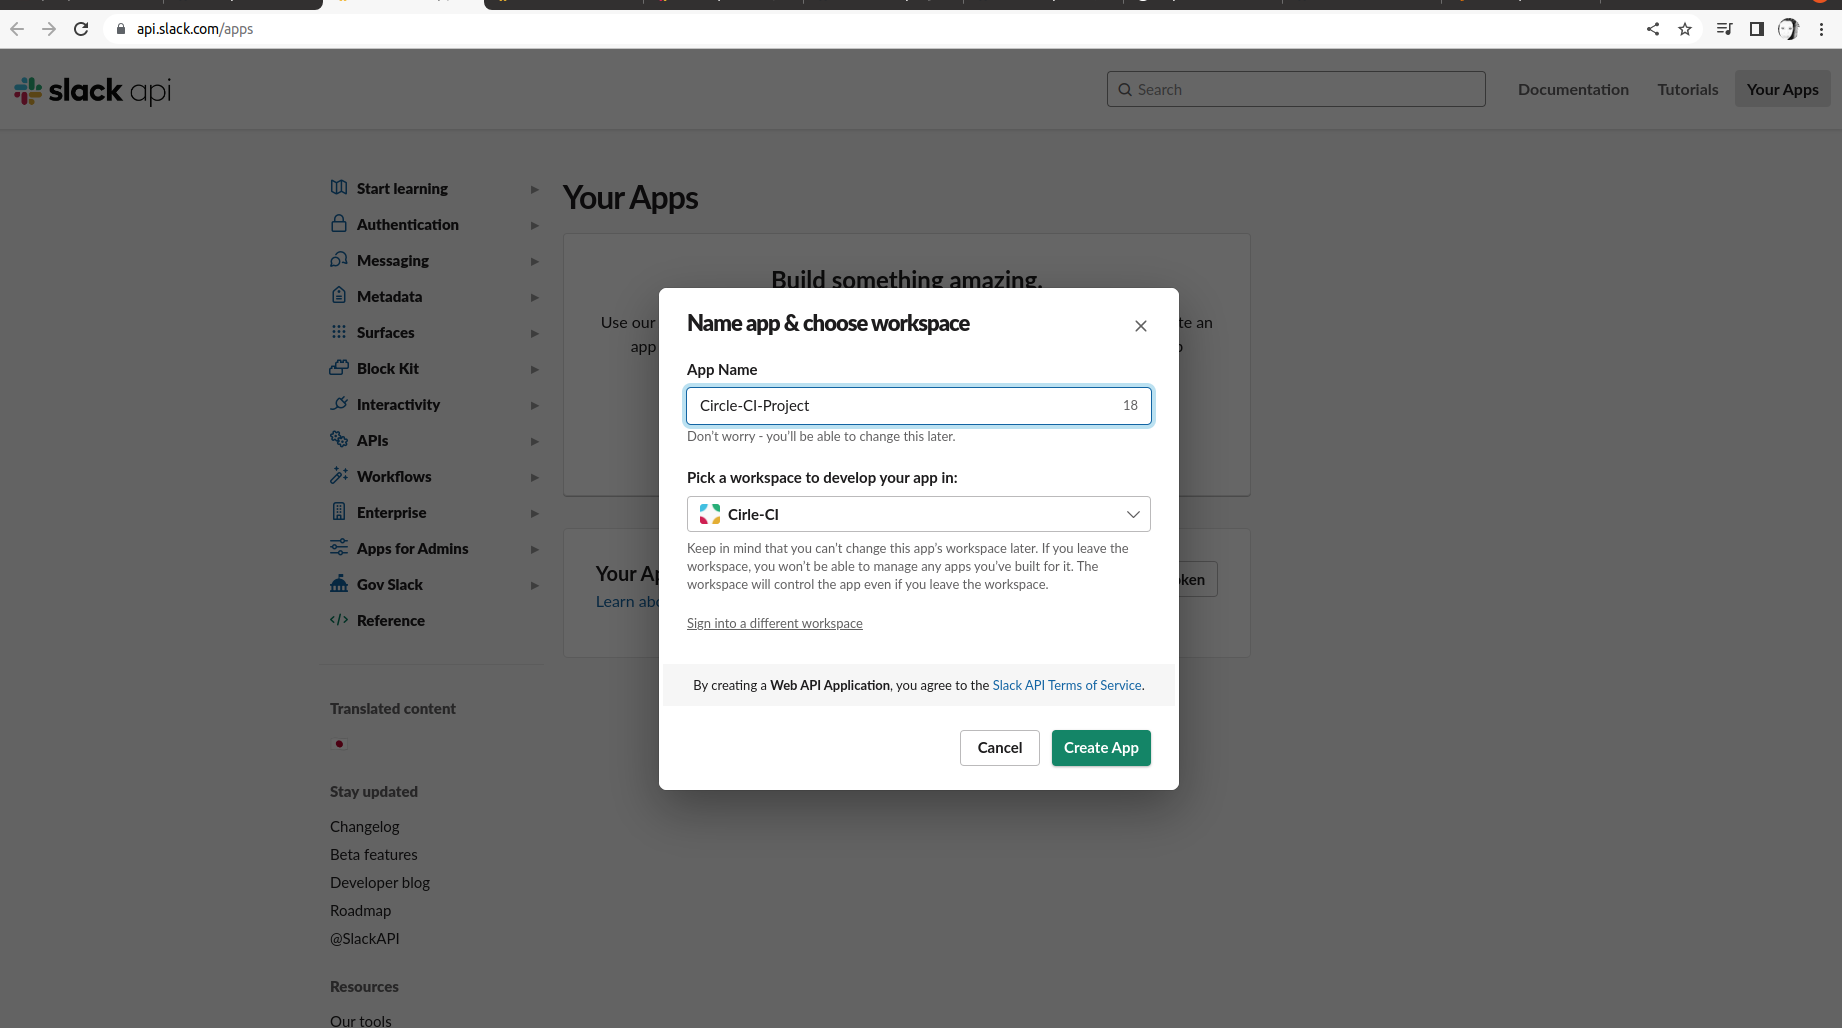 api.slack.com/apps
slack api
Search
Documentation
Tutorials
Your Apps
Start learning
Authentication
Messaging
Metadata
Surfaces
Block Kit
Interactivity
APIs
Workflows
Enterprise
Apps for Admins
Gov Slack
Reference
Translated content
Stay updated
Changelog
Beta features
Developer blog
Roadmap
@SlackAPI
Resources
Our tools
Your Apps
Build something amazing.
Use our
te an
app
Your Ap
Learn abo
Name app & choose workspace
App Name
Circle-CI-Project
18
Don't worry - you'll be able to change this later.
Pick a workspace to develop your app in:
Cirle-CI
Keep in mind that you can't change this app's workspace later. If you leave the
workspace, you won't be able to manage any apps you've built for it. The
workspace will control the app even if you leave the workspace.
Sign into a different workspace
By creating a Web API Application, you agree to the Slack API Terms of Service.
Cancel
Create App